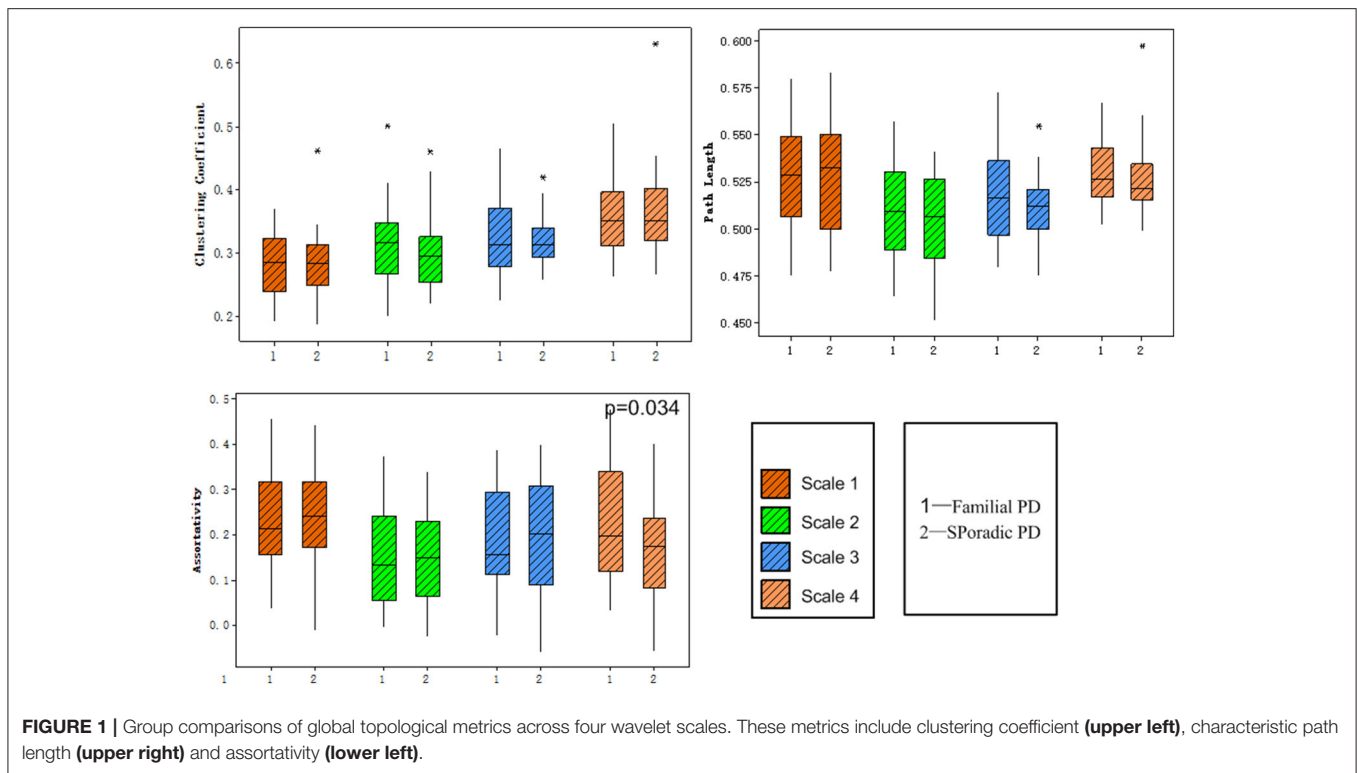 Clustering Coefficient
0.6
0.5
0.4
0.3
0.2
* * * * *
1 2 1 2 1 2 1 2
Path Length
0.600
0.575
0.550
0.525
0.500
0.475
0.450
* #
1 2 1 2 1 2 1 2
Assortativity
0.5
0.4
0.3
0.2
0.1
0.0
p=0.034
1 1 2 1 2 1 2 1 2
Scale 1
Scale 2
Scale 3
Scale 4
1—Familial PD
2—SPoradic PD
FIGURE 1 | Group comparisons of global topological metrics across four wavelet scales. These metrics include clustering coefficient (upper left), characteristic path
length (upper right) and assortativity (lower left).